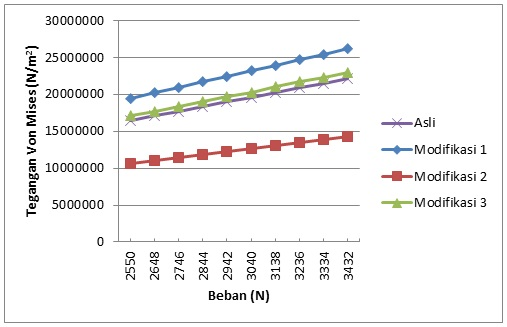 30000000
25000000
20000000
15000000
10000000
5000000
0
Tegangan Von Mises (N/m²)
2550
2648
2746
2844
2942
3040
3138
3236
3334
3432
Beban (N)
Asli
Modifikasi 1
Modifikasi 2
Modifikasi 3